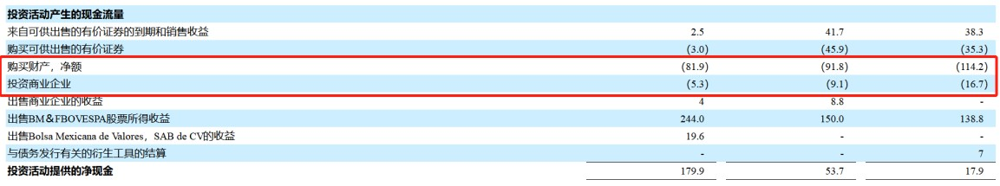 投资活动产生的现金流量
来自可供出售的有价证券的到期和销售收益 2.5 41.7 38.3
购买可供出售的有价证券 (3.0) (45.9) (35.3)
购买财产，净额 (81.9) (91.8) (114.2)
投资商业企业 (5.3) (9.1) (16.7)
出售商业企业的收益 4 8.8 -
出售BM＆FBOVESPA股票所得收益 244.0 150.0 138.8
出售Bolsa Mexicana de Valores，SAB de CV的收益 19.6 - -
与债务发行有关的衍生工具的结算 - - 7
投资活动提供的净现金 179.9 53.7 17.9